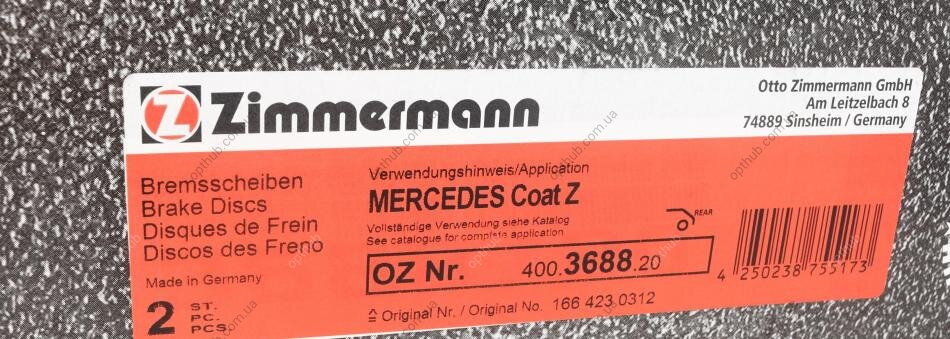 Zimmermann
Otto Zimmermann GmbH
Am Leitzelbach 8
74889 Sinsheim / Germany
Bremsscheiben
Brake Discs
Disques de Frein
Discos des Freno
Made in Germany
2 ST.
PC.
PCS.
Verwendungshinweis/Application
MERCEDES Coat Z
Vollständige Verwendung siehe Katalog
See catalogue for complete application
REAR
OZ Nr. 400.3688.20
≙ Original Nr. / Original No. 166 423 0312
4 250238 755173
opthub.com.ua